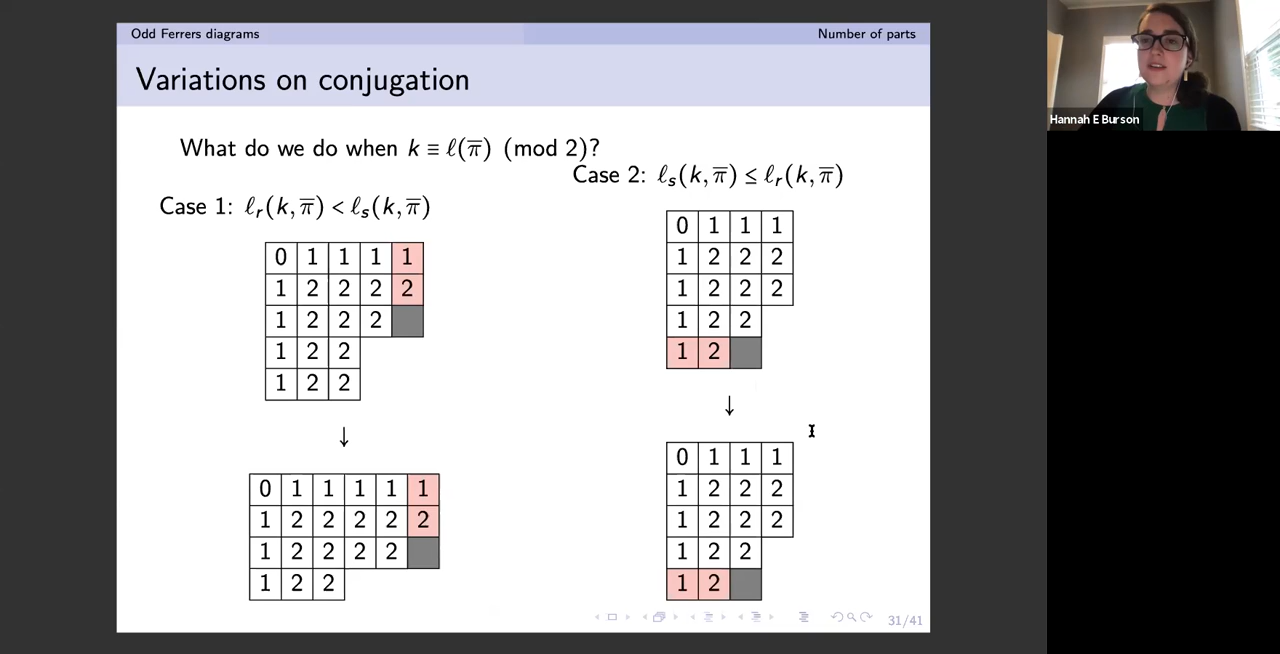 Odd Ferrers diagrams
Number of parts
Variations on conjugation
What do we do when k ≡ ℓ(π̅) (mod 2)?
Case 1: ℓᵣ(k, π̅) < ℓₛ(k, π̅)
0 1 1 1 1
1 2 2 2 2
1 2 2 2
1 2 2
1 2 2
↓
0 1 1 1 1 1
1 2 2 2 2 2
1 2 2 2 2
1 2 2
Case 2: ℓₛ(k, π̅) ≤ ℓᵣ(k, π̅)
0 1 1 1
1 2 2 2
1 2 2 2
1 2 2
1 2
↓
0 1 1 1
1 2 2 2
1 2 2 2
1 2 2
1 2
31/41
Hannah E Burson